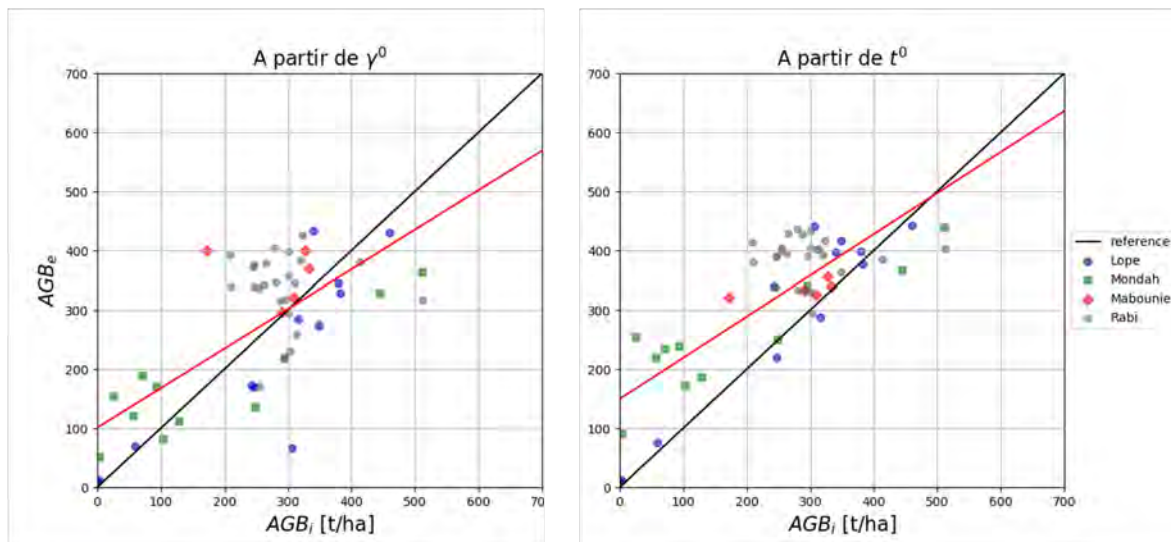 A partir de γ⁰
A partir de t⁰
700
600
500
400
300
200
100
0
AGBₑ
0 100 200 300 400 500 600 70
AGBᵢ [t/ha]
700
600
500
400
300
200
100
0
0 100 200 300 400 500 600 700
AGBᵢ [t/ha]
reference
Lope
Mondah
Mabounie
Rabi